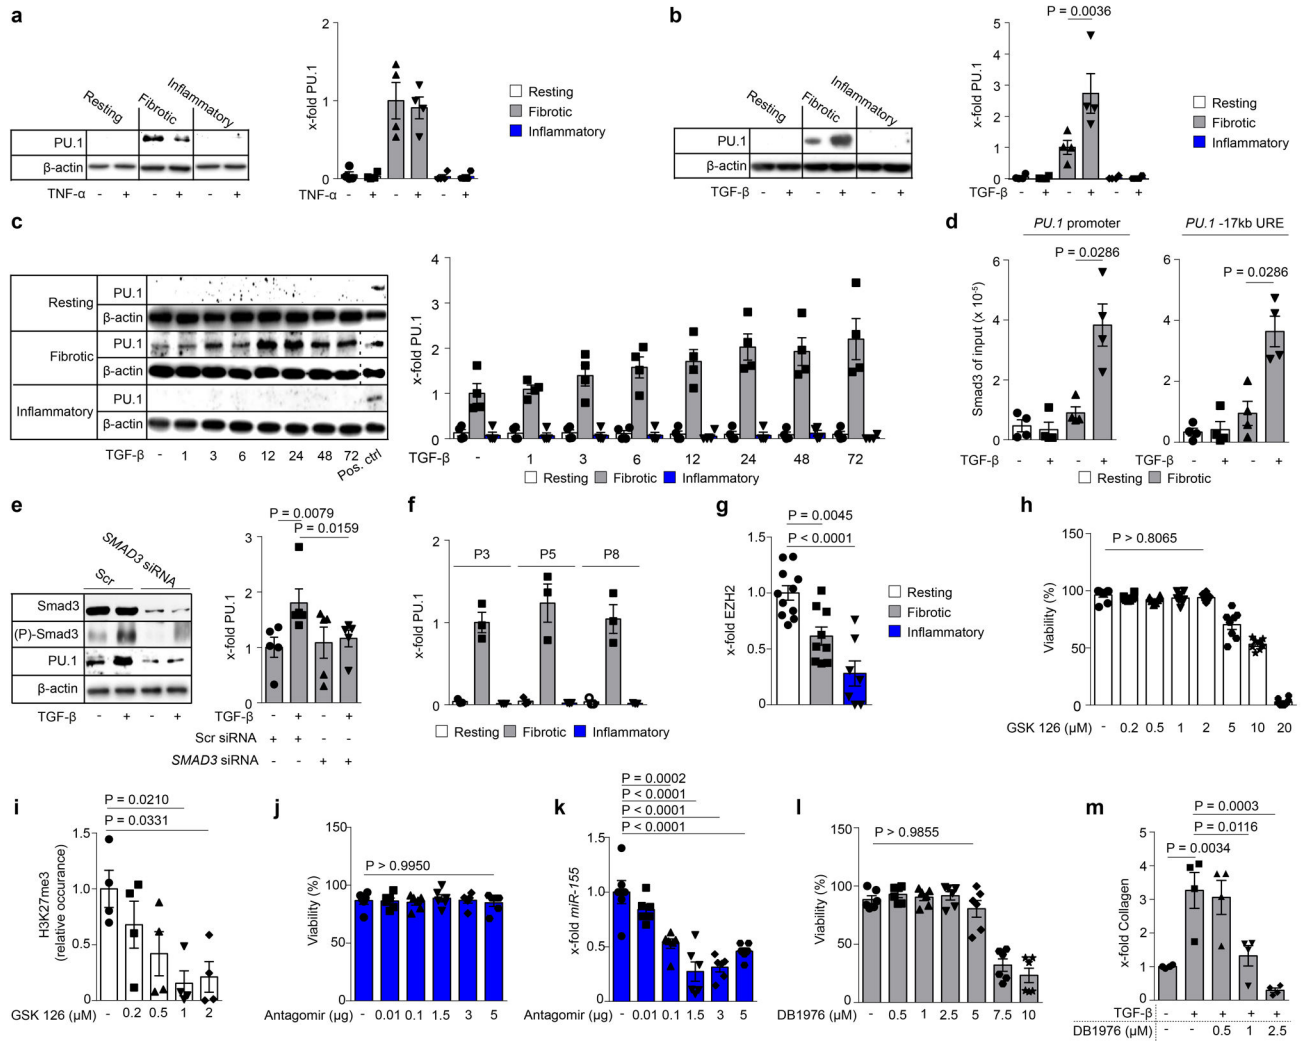 a
Resting
Fibrotic
Inflammatory
PU.1
β-actin
TNF-α - + - + - +
x-fold PU.1
2
1
0
TNF-α - + - + - +
Resting
Fibrotic
Inflammatory
b
Resting
Fibrotic
Inflammatory
PU.1
β-actin
TGF-β - + - + - +
P = 0.0036
x-fold PU.1
5
4
3
2
1
0
TGF-β - + - + - +
Resting
Fibrotic
Inflammatory
c
Resting
PU.1
β-actin
Fibrotic
PU.1
β-actin
Inflammatory
PU.1
β-actin
TGF-β - 1 3 6 12 24 48 72 Pos. ctrl
x-fold PU.1
4
3
2
1
0
TGF-β - 1 3 6 12 24 48 72
Resting Fibrotic Inflammatory
d
PU.1 promoter
P = 0.0286
Smad3 of input (x 10⁻⁵)
6
4
2
0
TGF-β - + - +
PU.1 -17kb URE
P = 0.0286
6
4
2
0
TGF-β - + - +
Resting Fibrotic
e
Scr
SMAD3 siRNA
Smad3
(P)-Smad3
PU.1
β-actin
TGF-β - + - +
P = 0.0079
P = 0.0159
x-fold PU.1
3
2
1
0
TGF-β - + - +
Scr siRNA + + - -
SMAD3 siRNA - - + +
f
P3 P5 P8
x-fold PU.1
2
1
0
Resting Fibrotic Inflammatory
g
P = 0.0045
P < 0.0001
x-fold EZH2
1.5
1.0
0.5
0
Resting
Fibrotic
Inflammatory
h
P > 0.8065
Viability (%)
150
100
50
0
GSK 126 (µM) - 0.2 0.5 1 2 5 10 20
i
P = 0.0210
P = 0.0331
H3K27me3
(relative occurance)
1.5
1.0
0.5
0
GSK 126 (µM) - 0.2 0.5 1 2
j
P > 0.9950
Viability (%)
150
100
50
0
Antagomir (µg) - 0.01 0.1 1.5 3 5
k
P = 0.0002
P < 0.0001
P < 0.0001
P < 0.0001
x-fold miR-155
1.5
1.0
0.5
0
Antagomir (µg) - 0.01 0.1 1.5 3 5
l
P > 0.9855
Viability (%)
150
100
50
0
DB1976 (µM) - 0.5 1 2.5 5 7.5 10
m
P = 0.0003
P = 0.0116
P = 0.0034
x-fold Collagen
5
4
3
2
1
0
TGF-β - + + + +
DB1976 (µM) - - 0.5 1 2.5